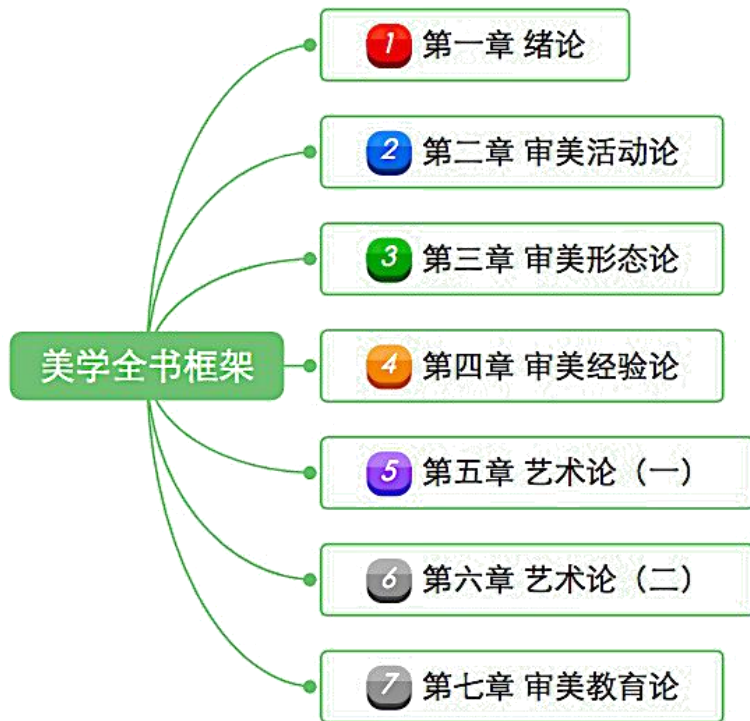 1 第一章 绪论
2 第二章 审美活动论
3 第三章 审美形态论
美学全书框架
4 第四章 审美经验论
5 第五章 艺术论（一）
6 第六章 艺术论（二）
7 第七章 审美教育论